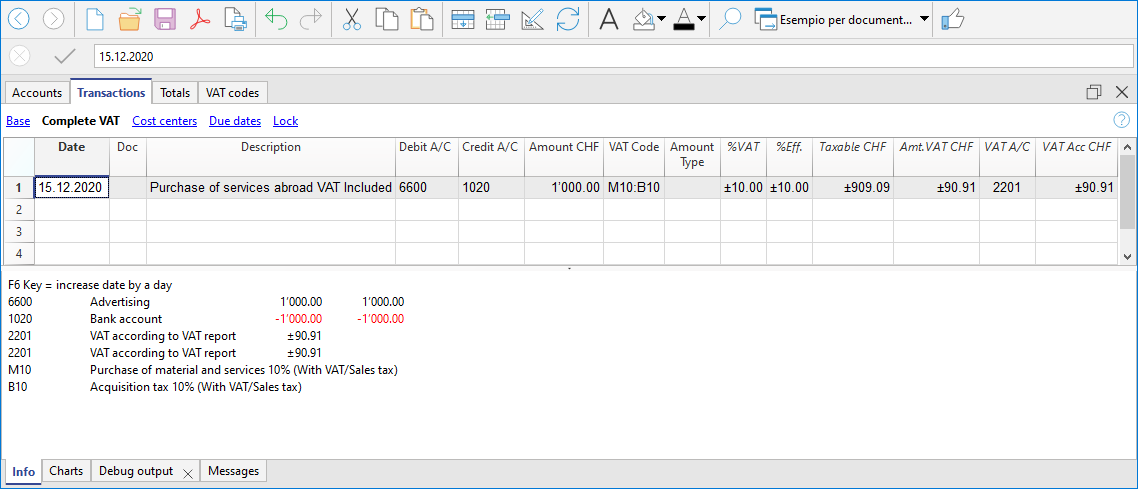 A A Esempio per document...
15.12.2020
Accounts Transactions Totals VAT codes
Base Complete VAT Cost centers Due dates Lock ?
Date Doc Description Debit A/C Credit A/C Amount CHF VAT Code Amount Type %VAT %Eff. Taxable CHF Amt.VAT CHF VAT A/C VAT Acc CHF
1 15.12.2020 Purchase of services abroad VAT Included 6600 1020 1'000.00 M10:B10 ±10.00 ±10.00 ±909.09 ±90.91 2201 ±90.91
2
3
4
F6 Key = increase date by a day
6600 Advertising 1'000.00 1'000.00
1020 Bank account -1'000.00 -1'000.00
2201 VAT according to VAT report ±90.91
2201 VAT according to VAT report ±90.91
M10 Purchase of material and services 10% (With VAT/Sales tax)
B10 Acquisition tax 10% (With VAT/Sales tax)
Info Charts Debug output Messages